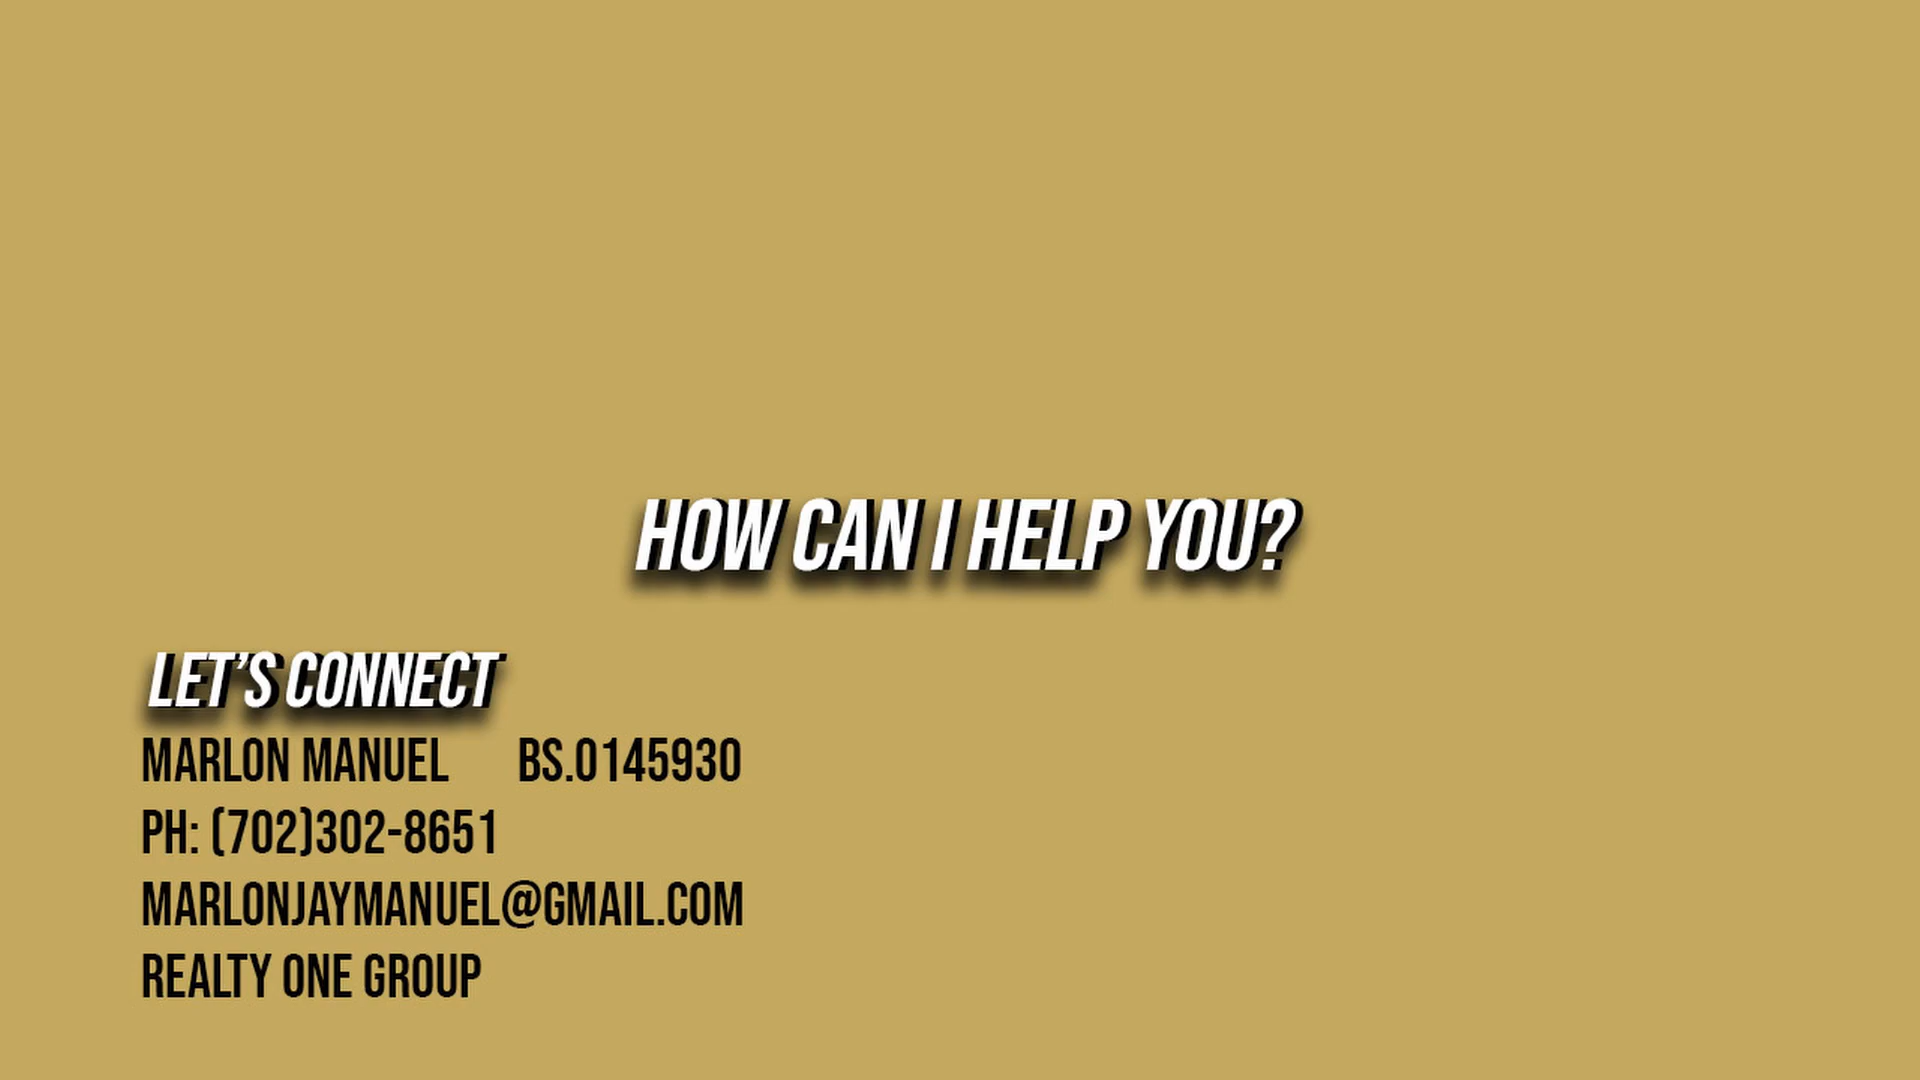 HOW CAN I HELP YOU?
LET'S CONNECT
MARLON MANUEL BS.0145930
PH: (702)302-8651
MARLONJAYMANUEL@GMAIL.COM
REALTY ONE GROUP